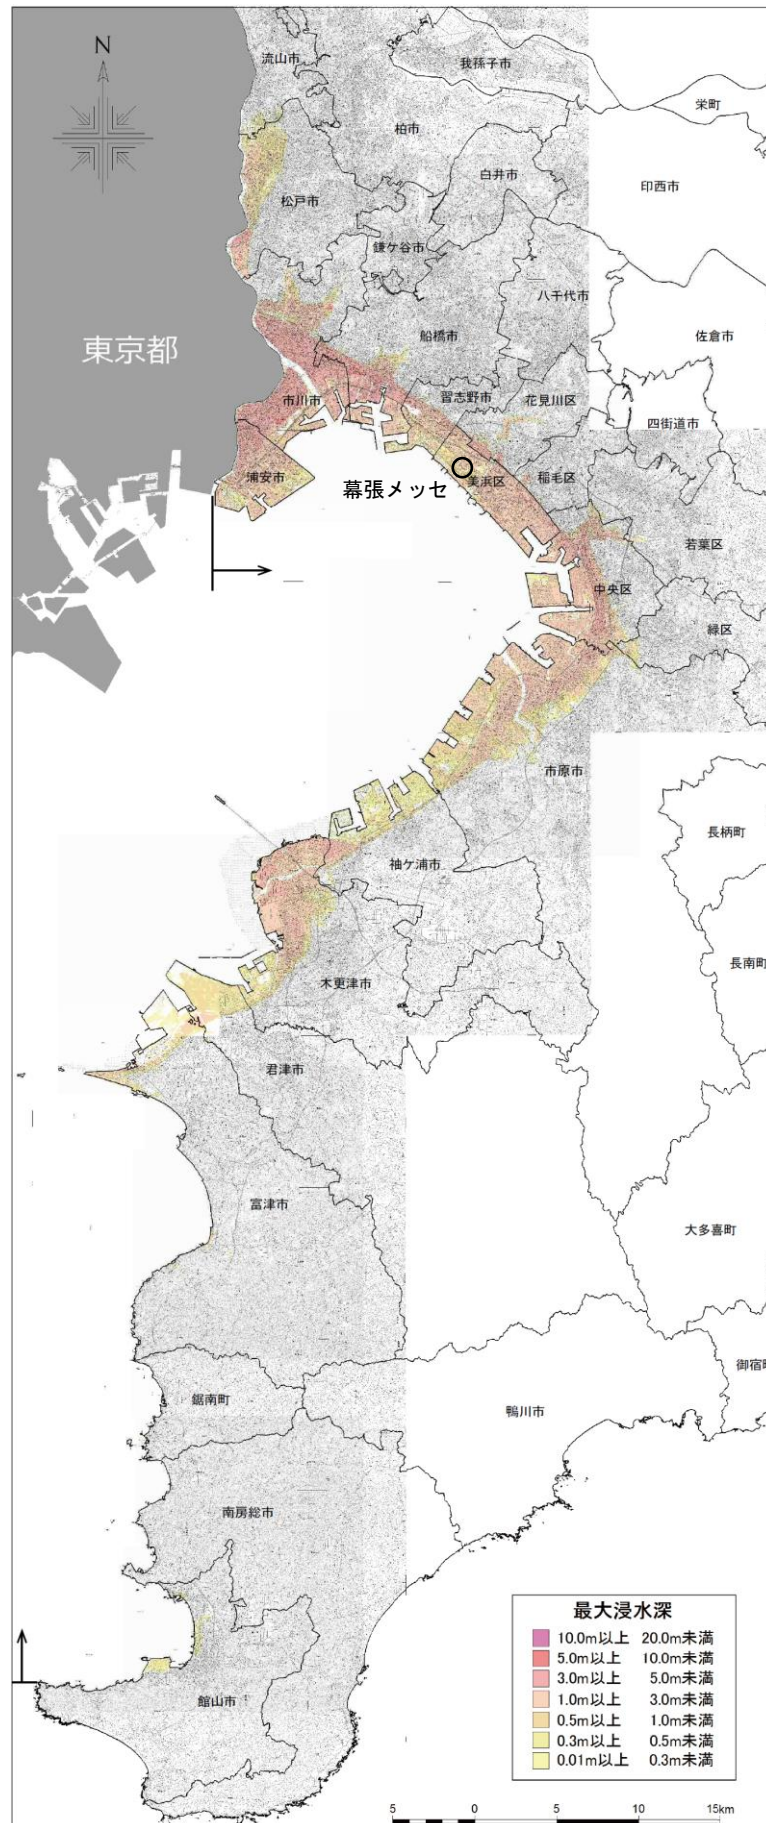 N
流山市
我孫子市
栄町
柏市
白井市
印西市
松戸市
鎌ケ谷市
八千代市
船橋市
佐倉市
東京都
市川市
習志野市
花見川区
四街道市
浦安市
美浜区
稲毛区
幕張メッセ
若葉区
中央区
緑区
市原市
長柄町
袖ケ浦市
長南町
木更津市
君津市
富津市
大多喜町
御宿町
鋸南町
鴨川市
南房総市
館山市
最大浸水深
10.0m以上 20.0m未満
5.0m以上 10.0m未満
3.0m以上 5.0m未満
1.0m以上 3.0m未満
0.5m以上 1.0m未満
0.3m以上 0.5m未満
0.01m以上 0.3m未満
5 0 5 10 15km